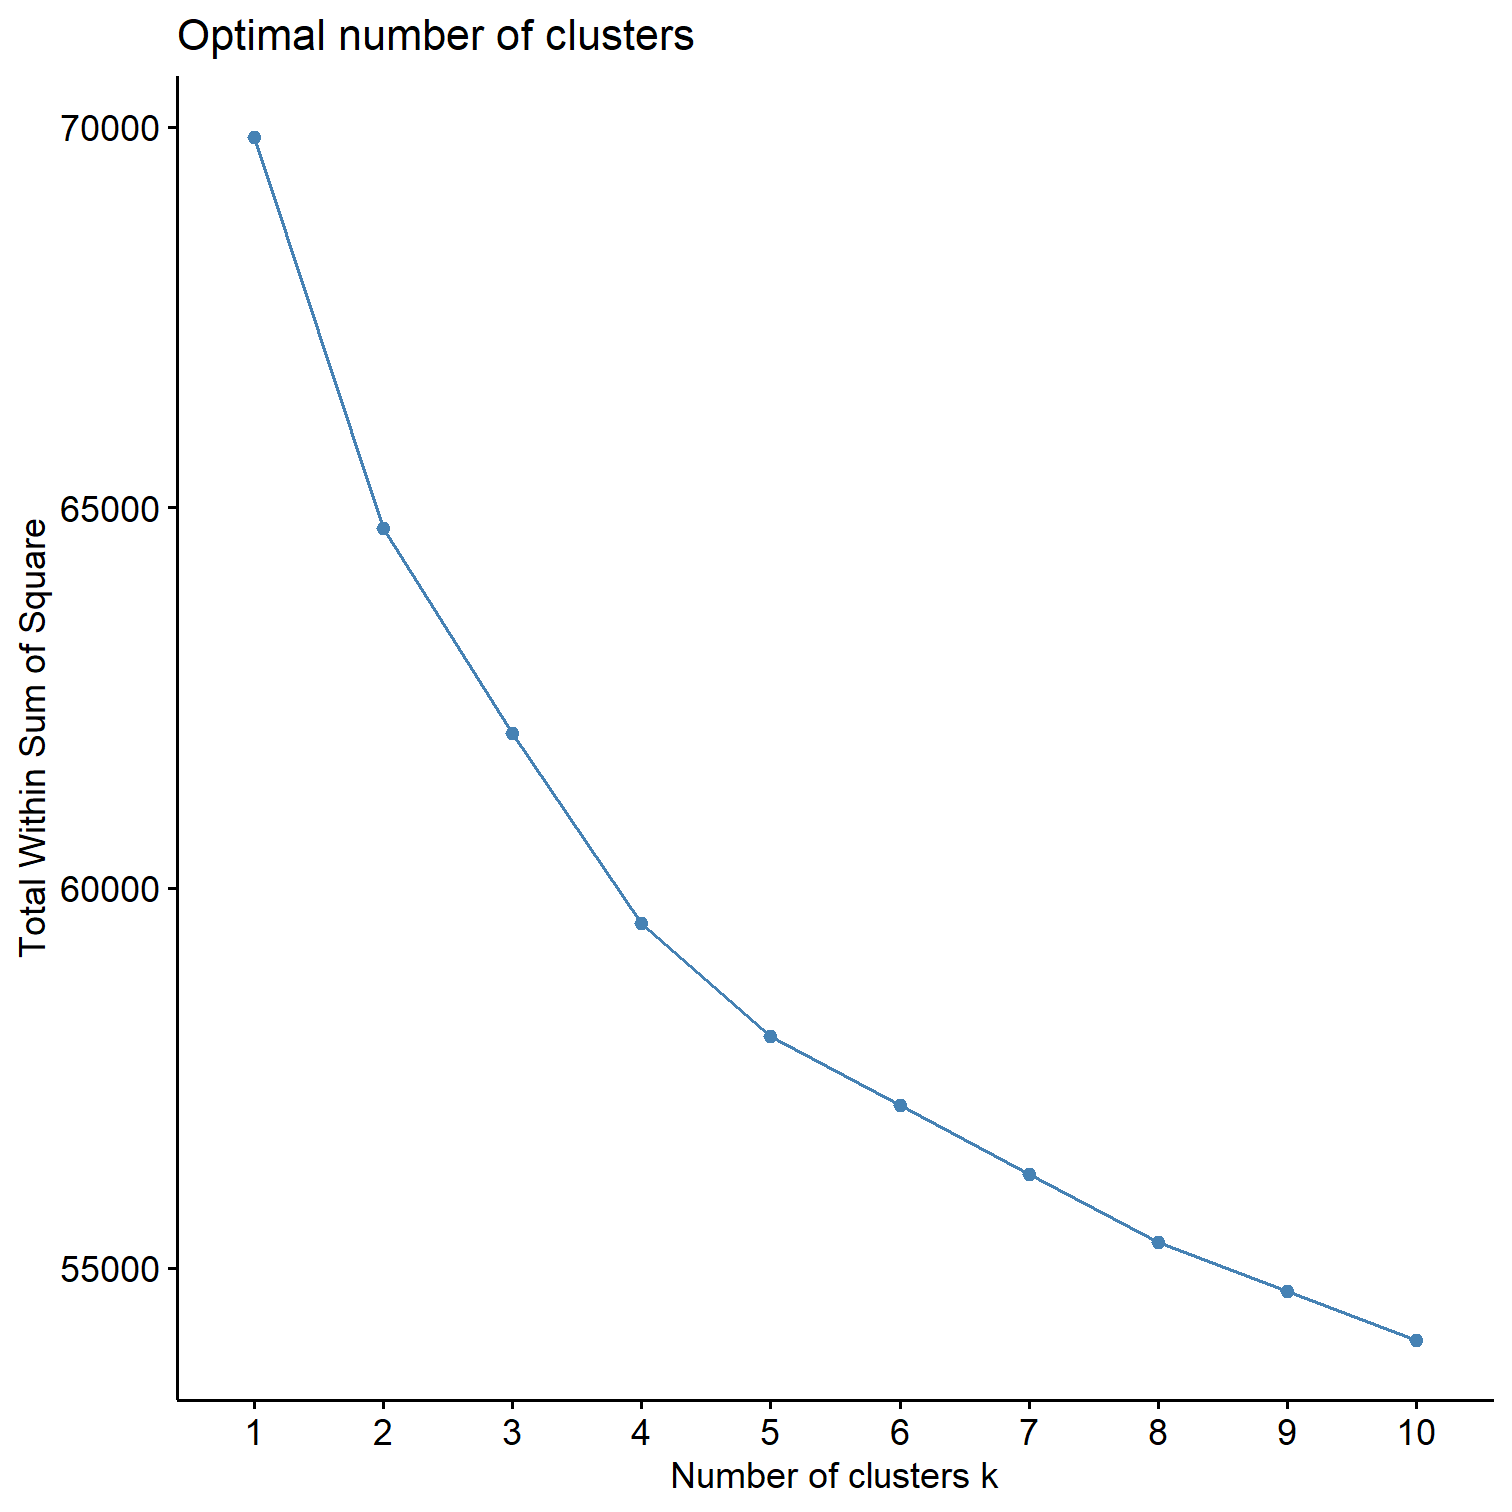 Optimal number of clusters
70000
65000
60000
55000
Total Within Sum of Square
1 2 3 4 5 6 7 8 9 10
Number of clusters k